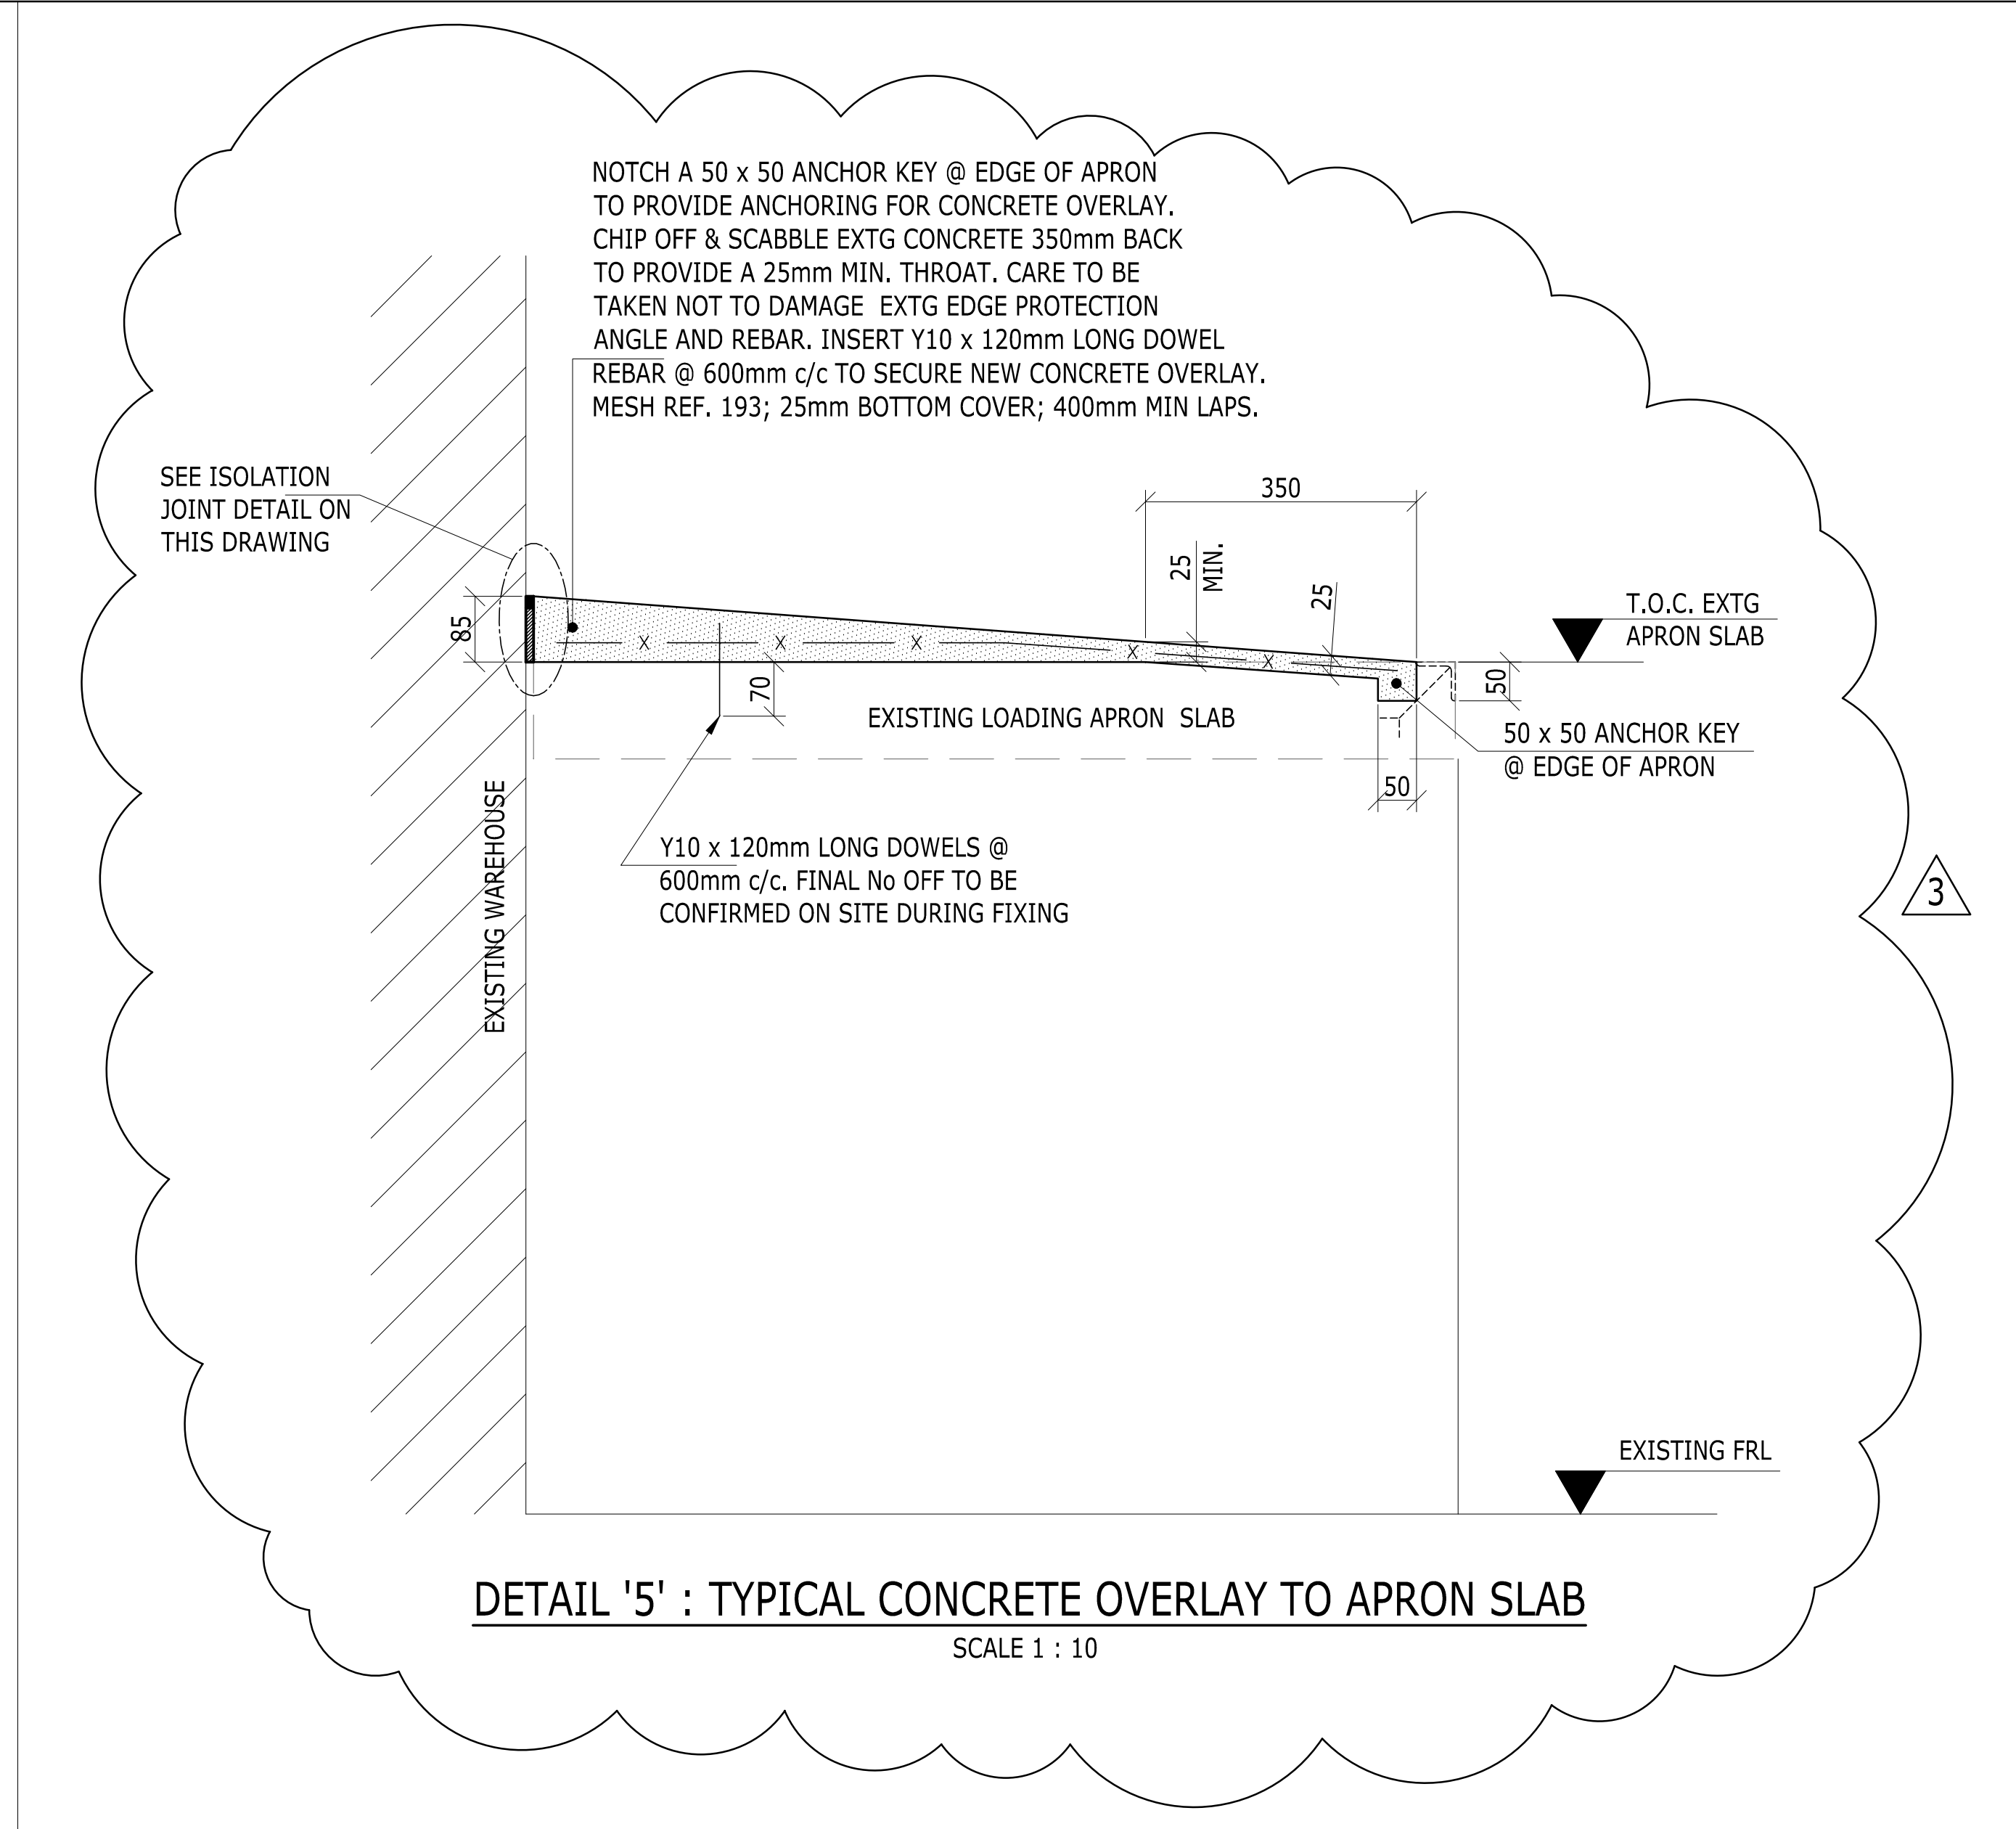 NOTCH A 50 x 50 ANCHOR KEY @ EDGE OF APRON
TO PROVIDE ANCHORING FOR CONCRETE OVERLAY.
CHIP OFF & SCABBLE EXTG CONCRETE 350mm BACK
TO PROVIDE A 25mm MIN. THROAT. CARE TO BE
TAKEN NOT TO DAMAGE EXTG EDGE PROTECTION
ANGLE AND REBAR. INSERT Y10 x 120mm LONG DOWEL
REBAR @ 600mm c/c TO SECURE NEW CONCRETE OVERLAY.
MESH REF. 193; 25mm BOTTOM COVER; 400mm MIN LAPS.
SEE ISOLATION
JOINT DETAIL ON
THIS DRAWING
350
25
MIN.
25
85
X
X
X
X
X
T.O.C. EXTG
APRON SLAB
70
50
EXISTING LOADING APRON SLAB
50 x 50 ANCHOR KEY
@ EDGE OF APRON
50
EXISTING WAREHOUSE
Y10 x 120mm LONG DOWELS @
600mm c/c. FINAL No OFF TO BE
CONFIRMED ON SITE DURING FIXING
3
EXISTING FRL
DETAIL '5' : TYPICAL CONCRETE OVERLAY TO APRON SLAB
SCALE 1 : 10